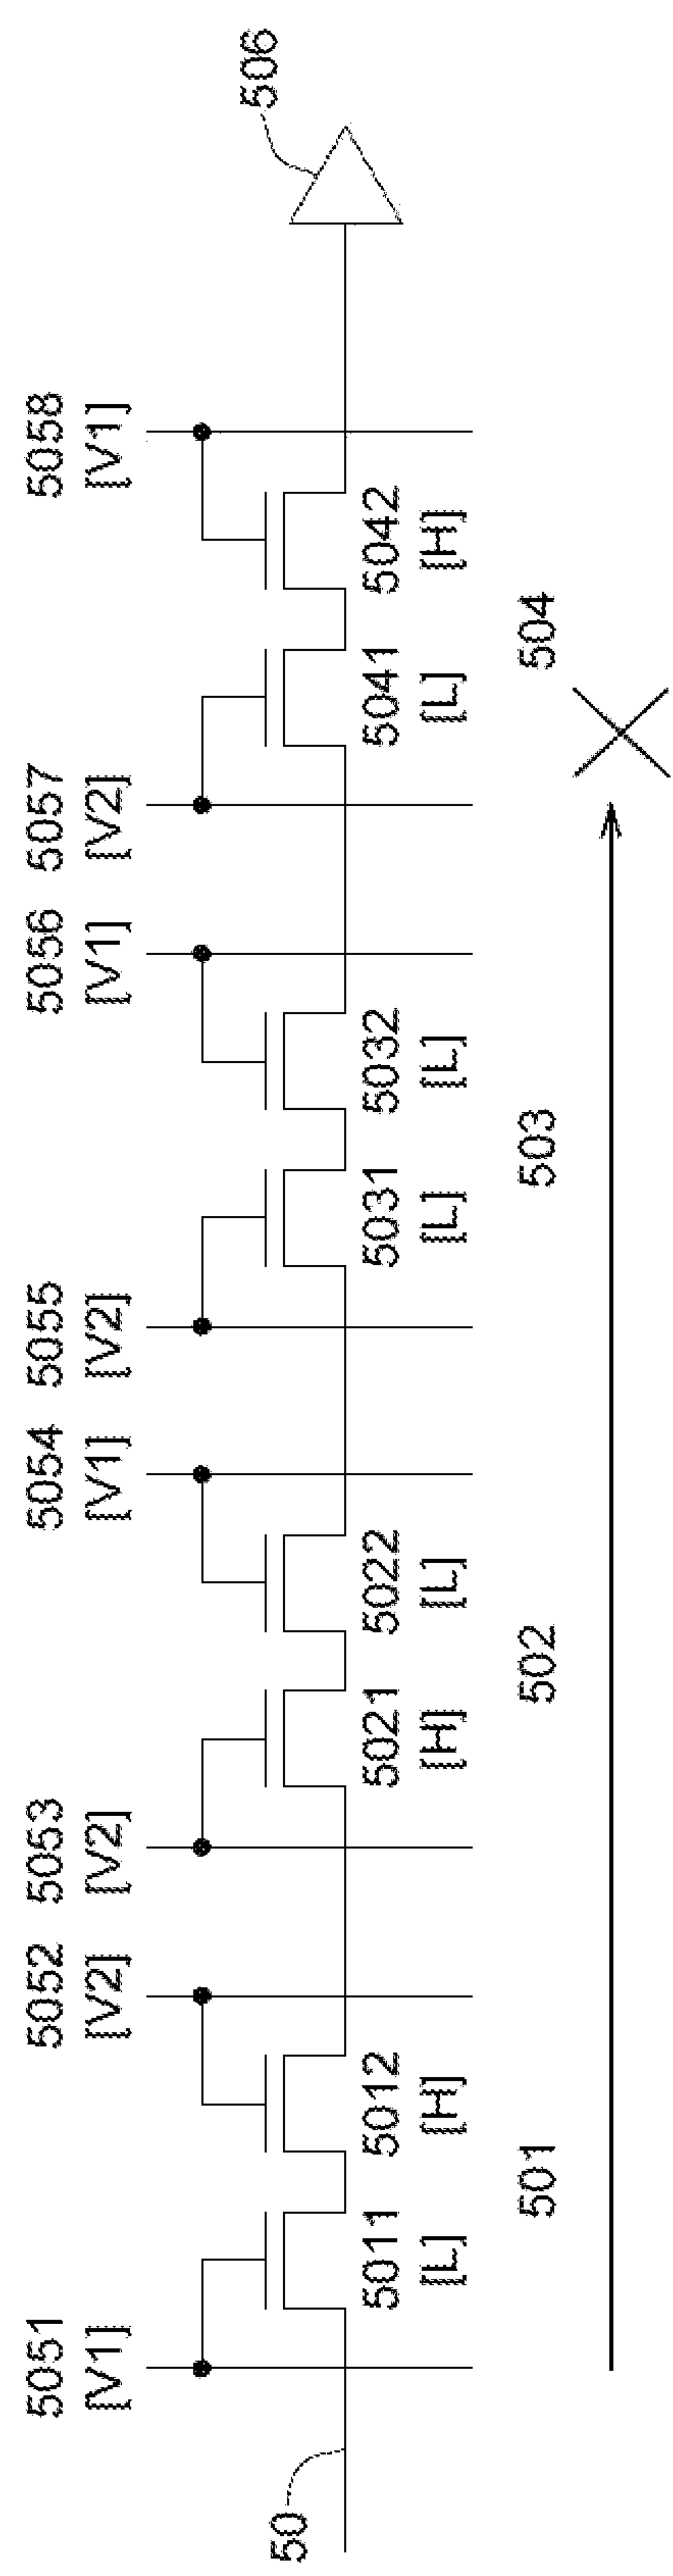 5051 5052 5053 5054 5055 5056 5057 5058
[V1] [V2] [V2] [V1] [V2] [V1] [V2] [V1]
506
50
5011 5012 5021 5022 5031 5032 5041 5042
[L] [H] [H] [L] [L] [L] [L] [H]
501 502 503 504